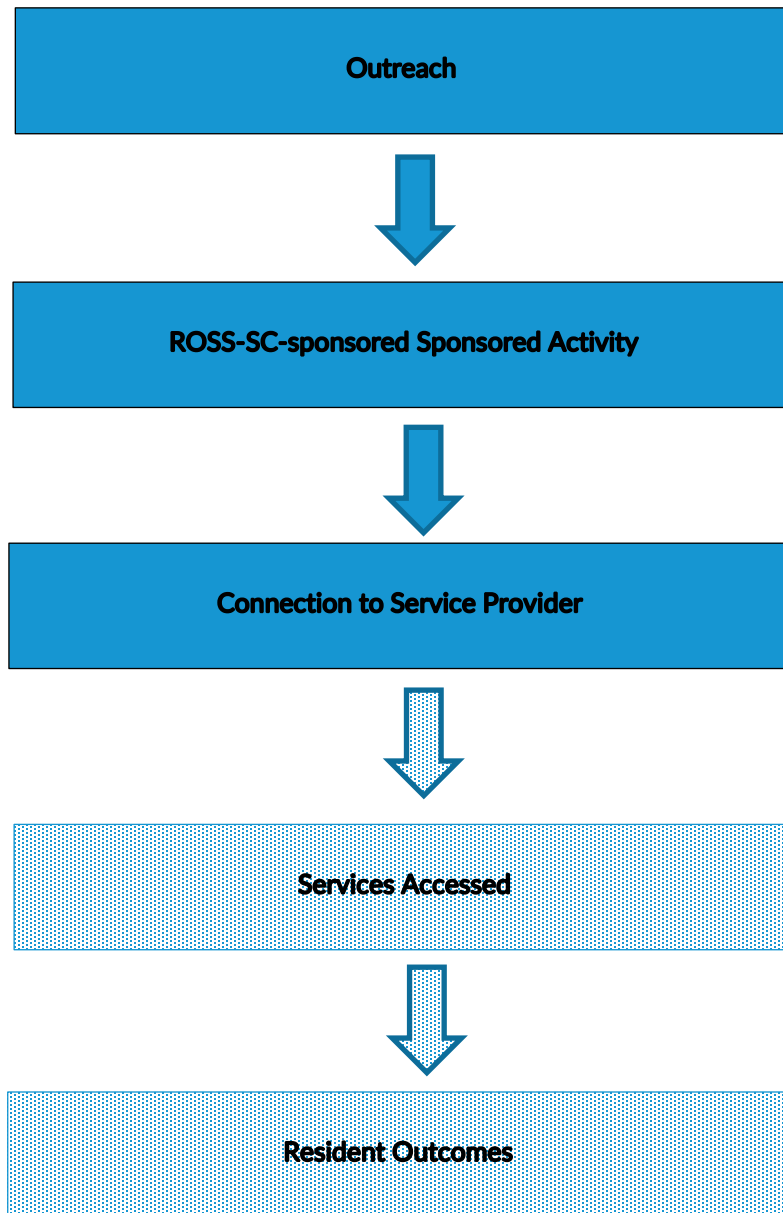 Outreach
ROSS-SC-sponsored Sponsored Activity
Connection to Service Provider
Services Accessed
Resident Outcomes